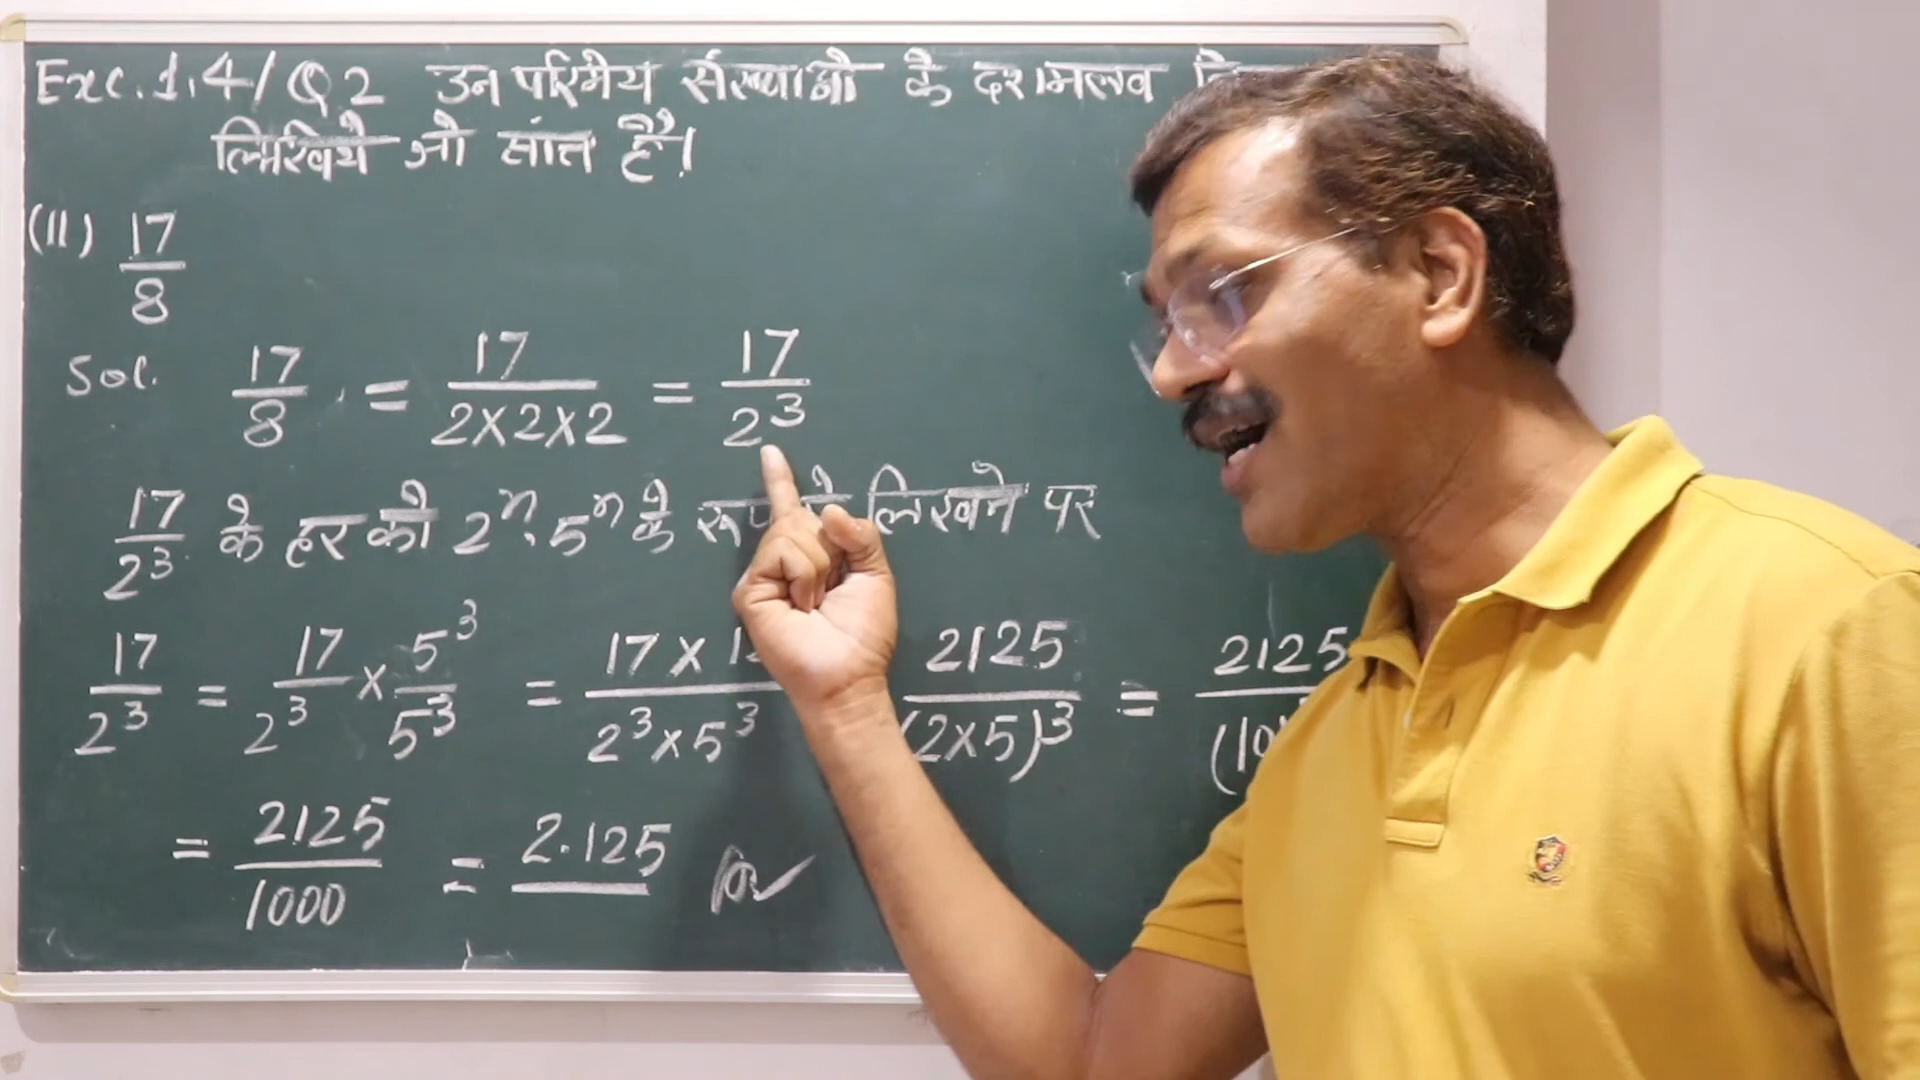 Exc. 1.4/Q2 उन परिमेय संख्याओ के दशमलव
लिखिये जो सांत है।
(II) 17/8
Sol. 17/8 = 17/2×2×2 = 17/2³
17/2³ के हर को 2ⁿ.5ⁿ के लिखने पर
17/2³ = 17/2³ × 5³/5³ = 17 × /2³×5³ 2125/(2×5)³ = 2125/(10
= 2125/1000 = 2.125